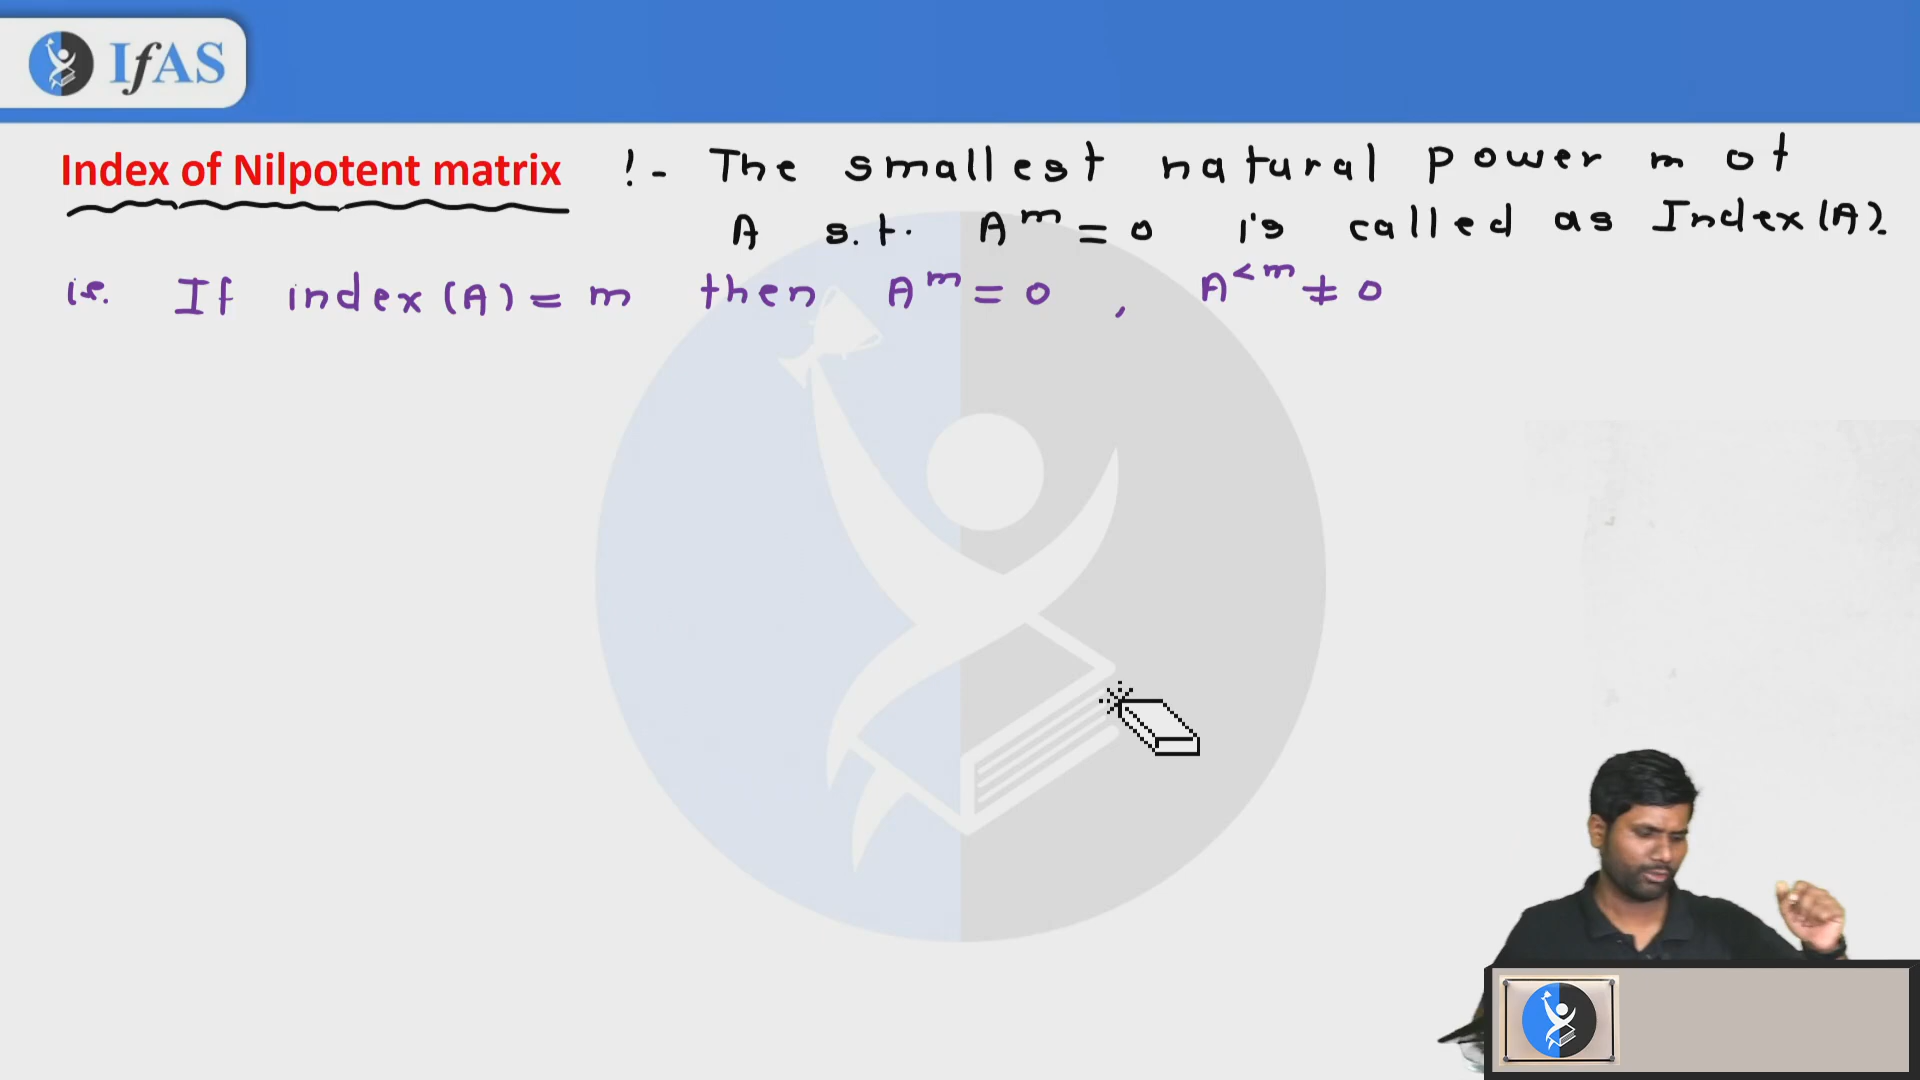 IfAS
Index of Nilpotent matrix :- The smallest natural power m of
A s.t. A^m = 0 is called as Index(A).
i.e. If index(A) = m then A^m = 0 , A^<m ≠ 0